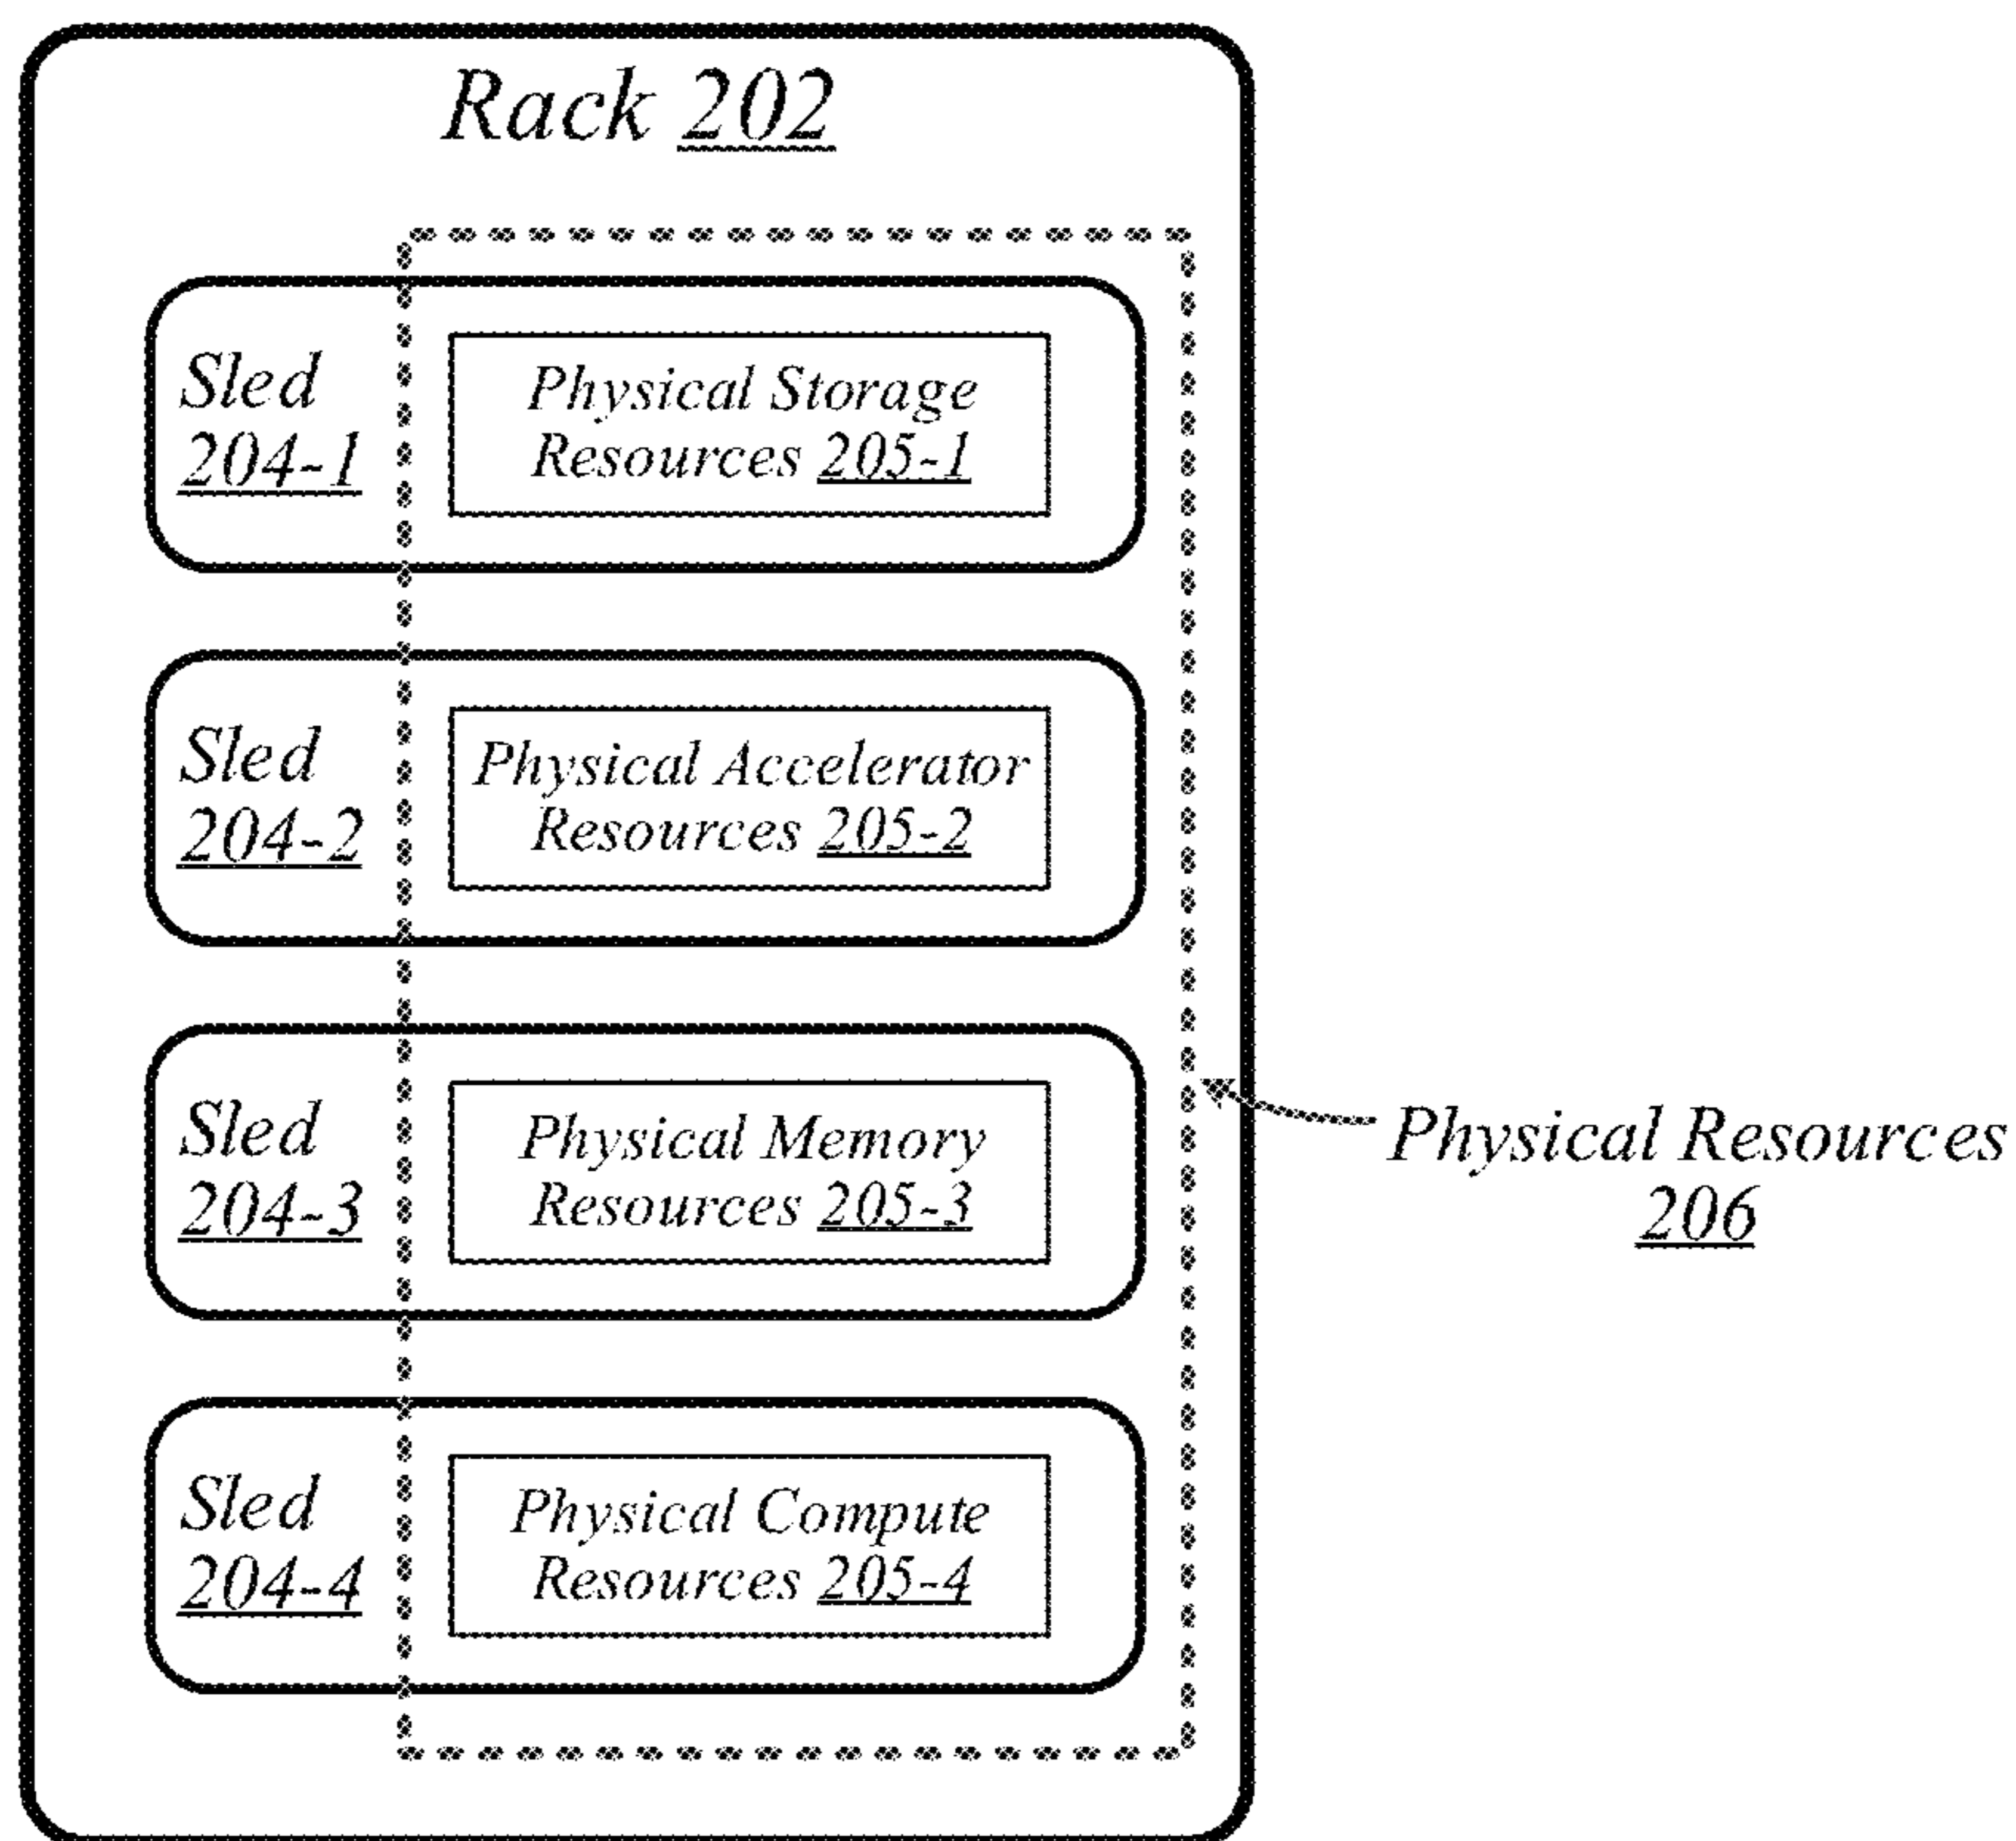 Rack 202
Sled
204-1
Physical Storage
Resources 205-1
Sled
204-2
Physical Accelerator
Resources 205-2
Sled
204-3
Physical Memory
Resources 205-3
Physical Resources
206
Sled
204-4
Physical Compute
Resources 205-4